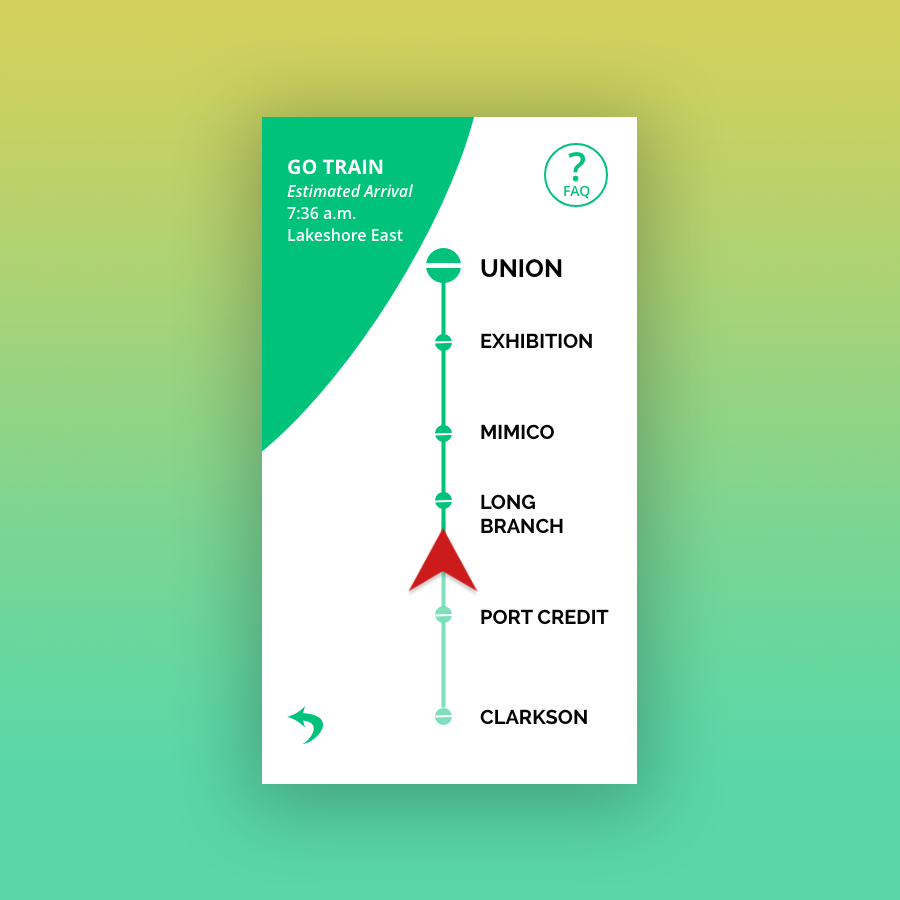 GO TRAIN
Estimated Arrival
7:36 a.m.
Lakeshore East
?
FAQ
UNION
EXHIBITION
MIMICO
LONG
BRANCH
PORT CREDIT
CLARKSON